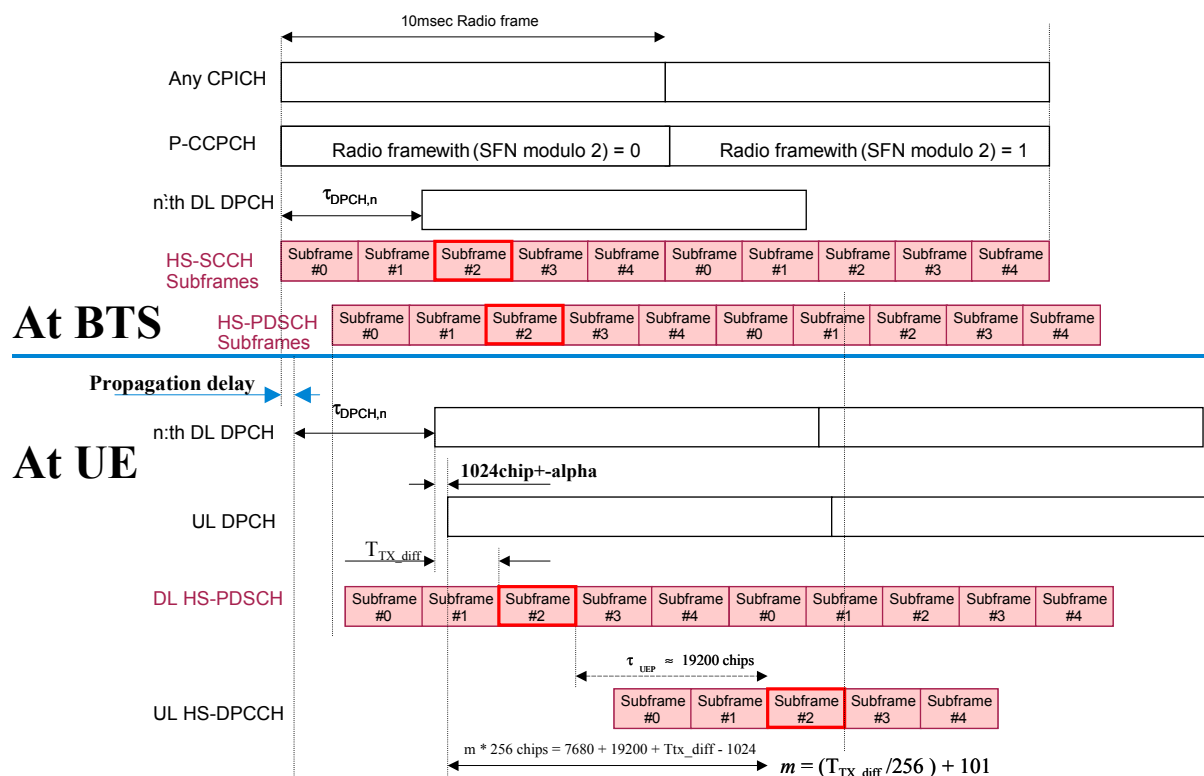 10msec Radio frame
Any CPICH
P-CCPCH
Radio framewith (SFN modulo 2) = 0
Radio framewith (SFN modulo 2) = 1
τDPCH,n
n:th DL DPCH
HS-SCCH
Subframes
Subframe #0 Subframe #1 Subframe #2 Subframe #3 Subframe #4 Subframe #0 Subframe #1 Subframe #2 Subframe #3 Subframe #4
At BTS
HS-PDSCH
Subframes
Subframe #0 Subframe #1 Subframe #2 Subframe #3 Subframe #4 Subframe #0 Subframe #1 Subframe #2 Subframe #3 Subframe #4
Propagation delay
τDPCH,n
n:th DL DPCH
At UE
1024chip+-alpha
UL DPCH
TTX_diff
DL HS-PDSCH
Subframe #0 Subframe #1 Subframe #2 Subframe #3 Subframe #4 Subframe #0 Subframe #1 Subframe #2 Subframe #3 Subframe #4
τ UEP ≈ 19200 chips
UL HS-DPCCH
Subframe #0 Subframe #1 Subframe #2 Subframe #3 Subframe #4
m * 256 chips = 7680 + 19200 + Ttx_diff - 1024
m = (TTX_diff /256 ) + 101